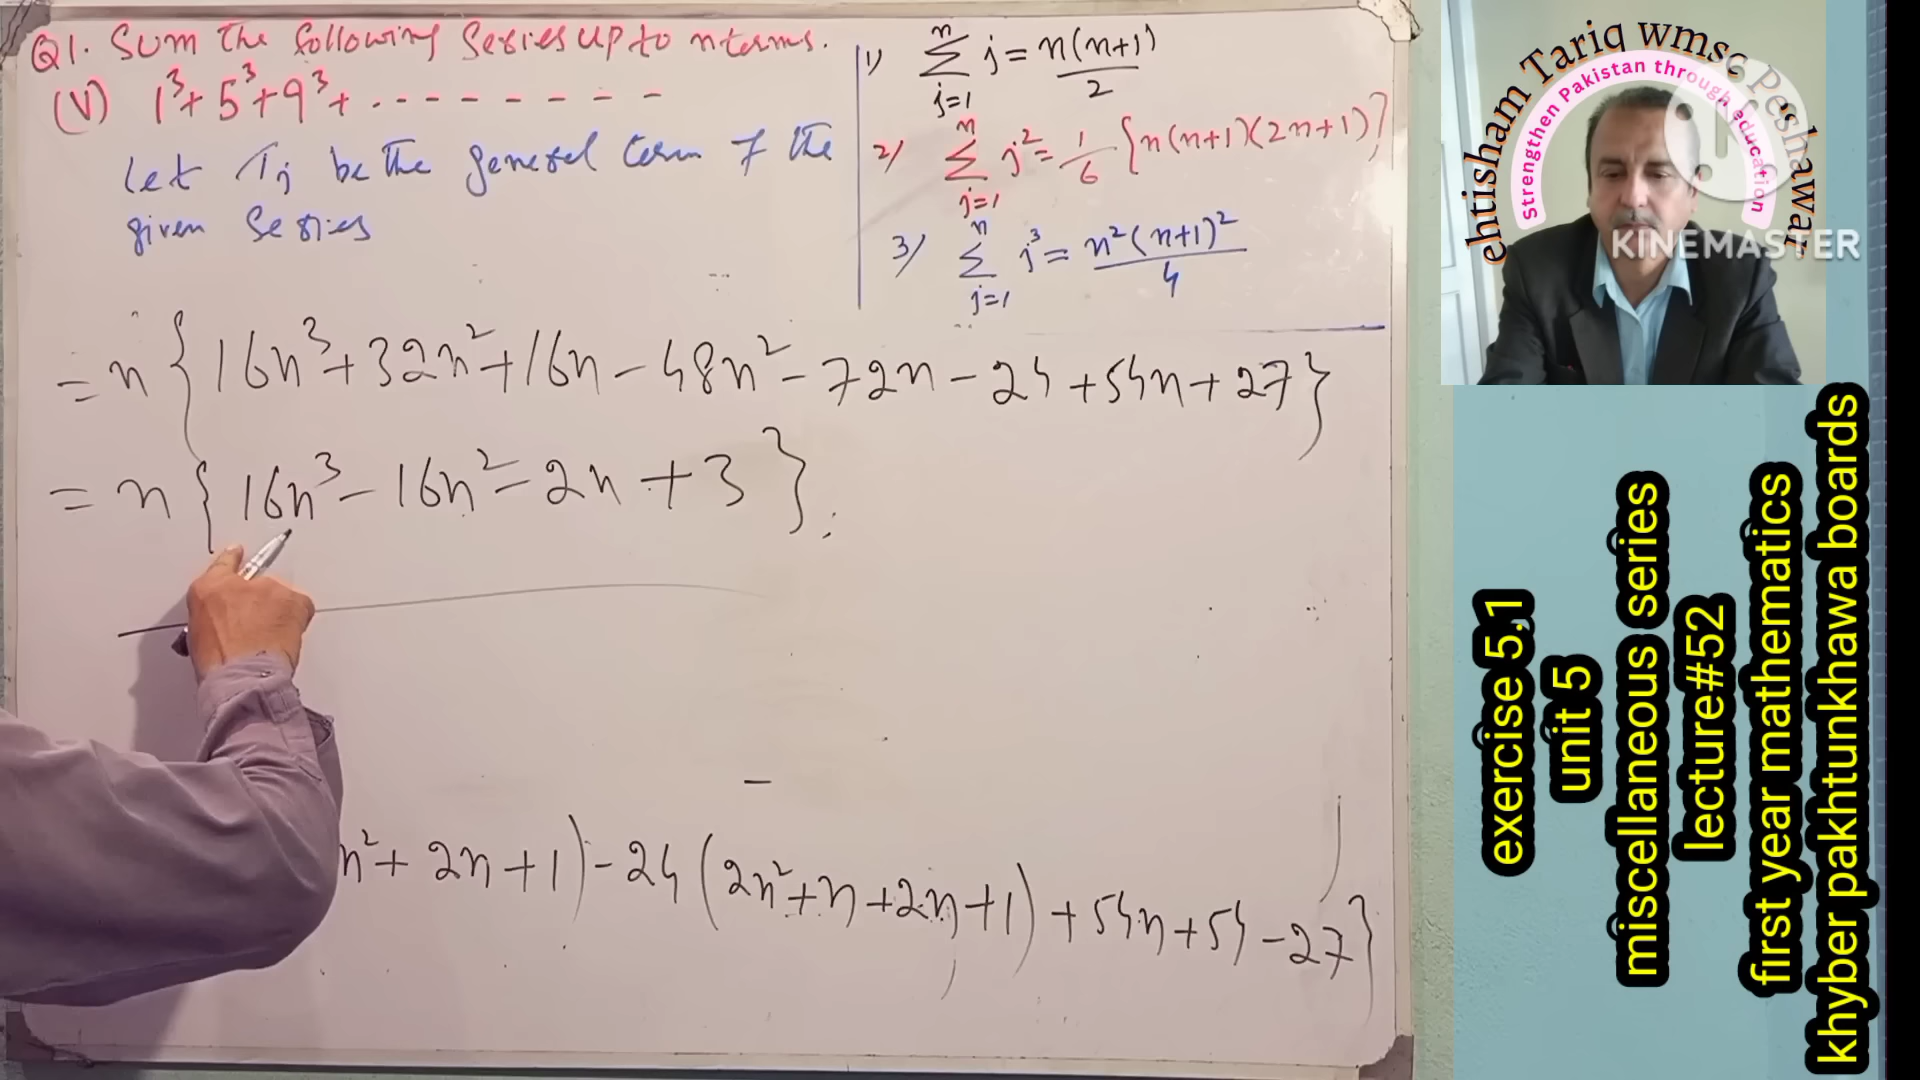 Q1. Sum the following Series up to n terms.
(V) 1³+ 5³+9³+ . - - - - - - - -
Let Tj be the general term of the
given Series
1) n∑j=1 j = n(n+1)/2
2) n∑j=1 j² = 1/6 {n(n+1)(2n+1)}
3) n∑j=1 j³ = n²(n+1)²/4
= n {16n³+32n²+16n-48n²-72n-24+54n+27}
= n {16n³-16n²-2n+3}
n²+2n+1)-24(2n²+n+2n+1)+54n+54-27}
ehtisham Tariq wmsc Peshawar
Strengthen Pakistan through education
KINEMASTER
exercise 5.1
unit 5
miscellaneous series
lecture#52
first year mathematics
khyber pakhtunkhawa boards